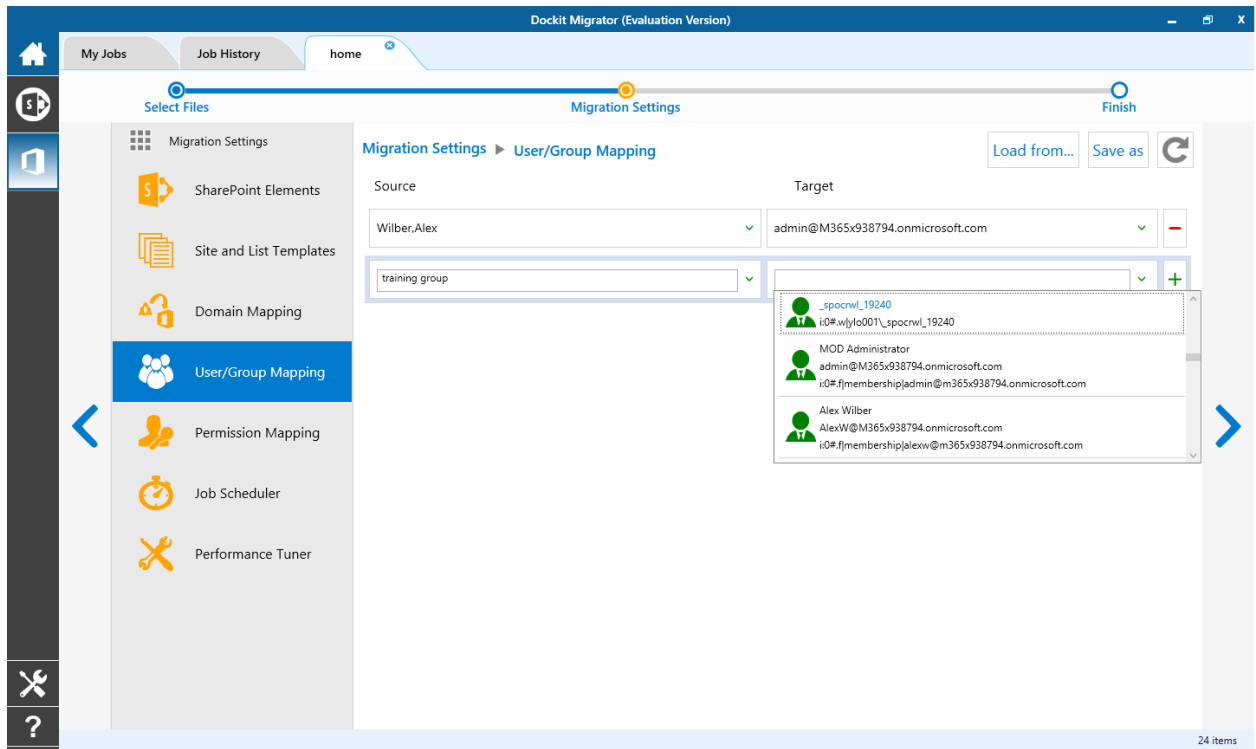 Dockit Migrator (Evaluation Version)
My Jobs
Job History
home
Select Files
Migration Settings
Finish
Migration Settings
SharePoint Elements
Site and List Templates
Domain Mapping
User/Group Mapping
Permission Mapping
Job Scheduler
Performance Tuner
Migration Settings ▶ User/Group Mapping
Load from...
Save as
Source
Target
Wilber,Alex
admin@M365x938794.onmicrosoft.com
training group
_spocrwl_19240
i:0#.w|ylo001\_spocrwl_19240
MOD Administrator
admin@M365x938794.onmicrosoft.com
i:0#.f|membership|admin@m365x938794.onmicrosoft.com
Alex Wilber
AlexW@M365x938794.onmicrosoft.com
i:0#.f|membership|alexw@m365x938794.onmicrosoft.com
24 items